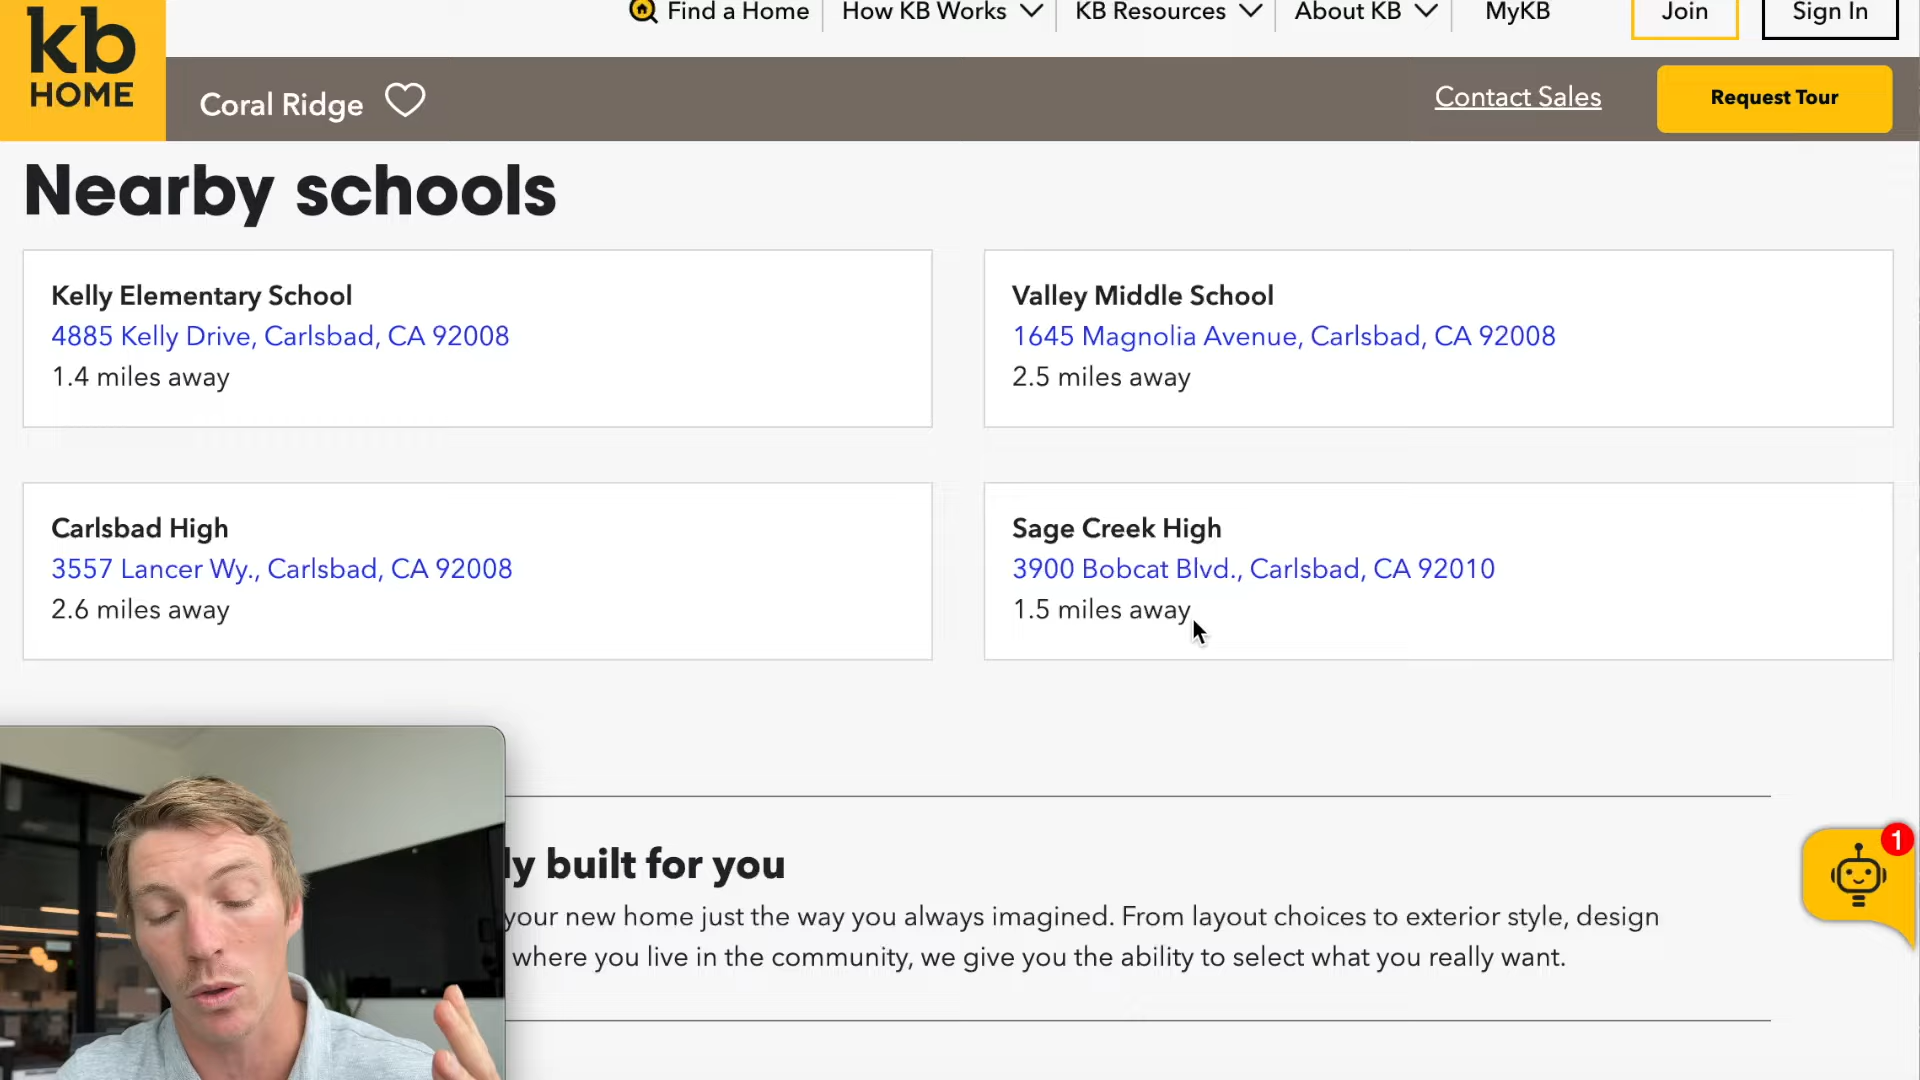 kb
HOME
Find a Home
How KB Works
KB Resources
About KB
MyKB
Join
Sign In
Coral Ridge
Contact Sales
Request Tour
Nearby schools
Kelly Elementary School
4885 Kelly Drive, Carlsbad, CA 92008
1.4 miles away
Valley Middle School
1645 Magnolia Avenue, Carlsbad, CA 92008
2.5 miles away
Carlsbad High
3557 Lancer Wy., Carlsbad, CA 92008
2.6 miles away
Sage Creek High
3900 Bobcat Blvd., Carlsbad, CA 92010
1.5 miles away
1
ly built for you
your new home just the way you always imagined. From layout choices to exterior style, design
where you live in the community, we give you the ability to select what you really want.